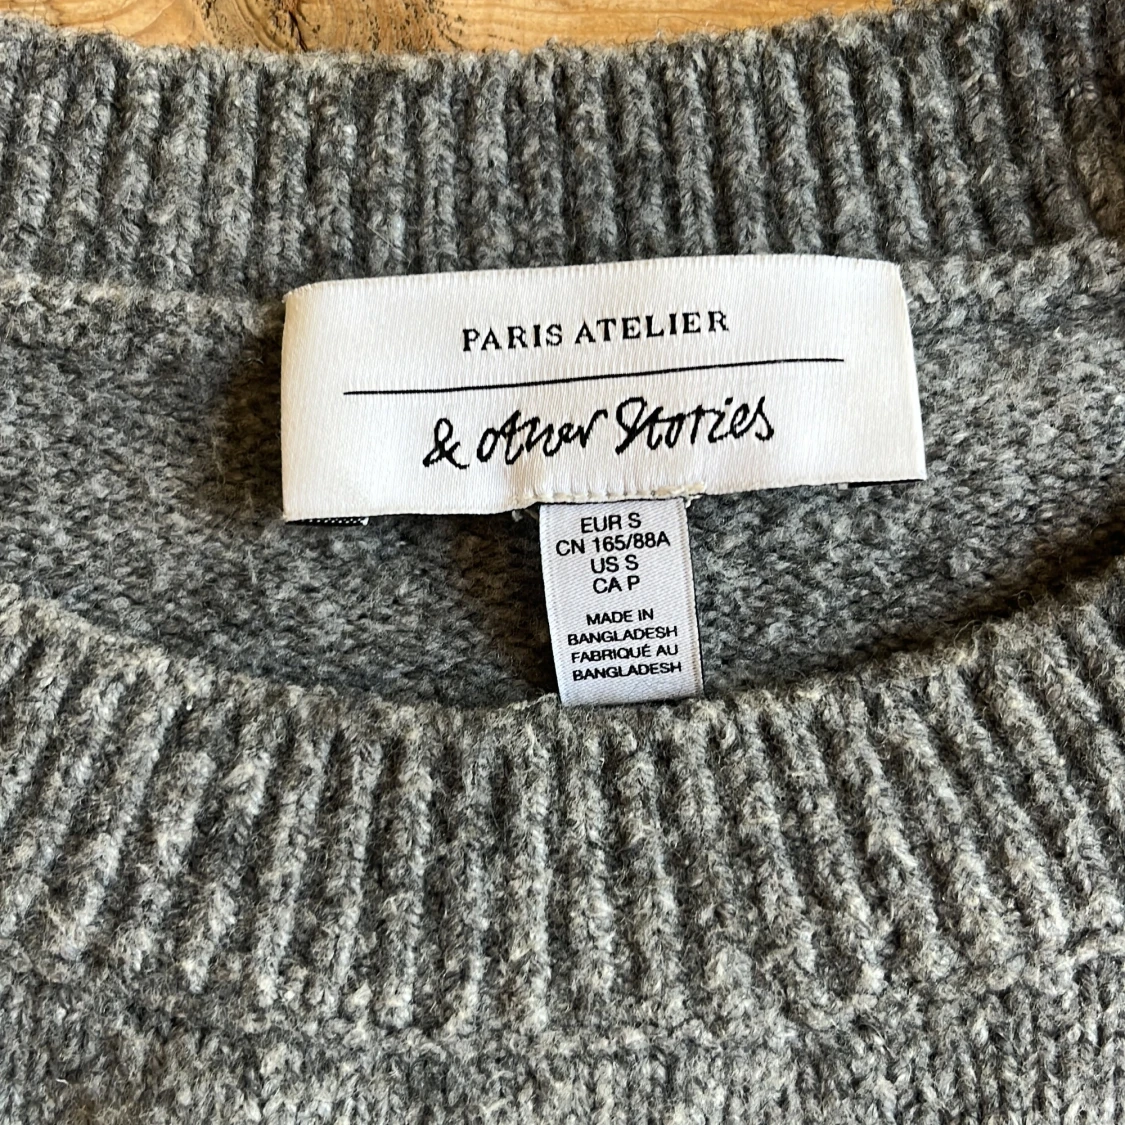 PARIS ATELIER
& other Stories
EUR S
CN 165/88A
US S
CA P
MADE IN
BANGLADESH
FABRIQUÉ AU
BANGLADESH